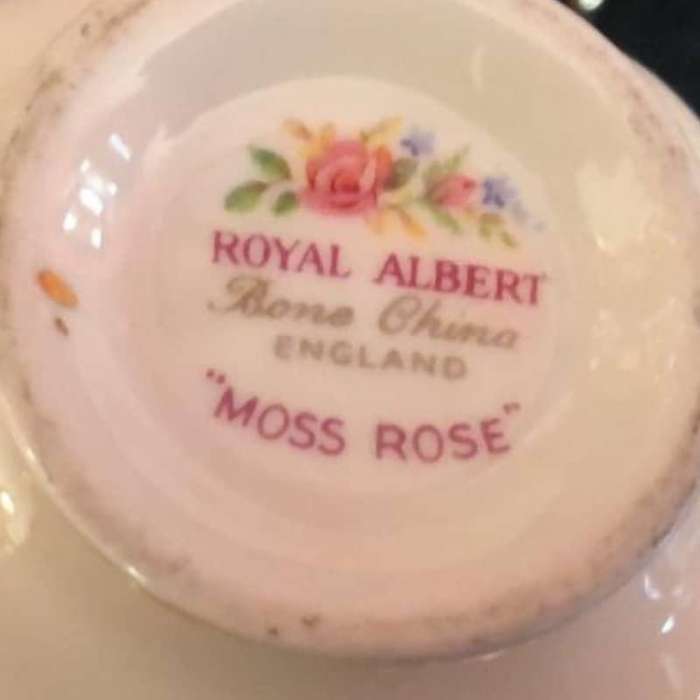 ROYAL ALBERT
Bone China
ENGLAND
"MOSS ROSE"